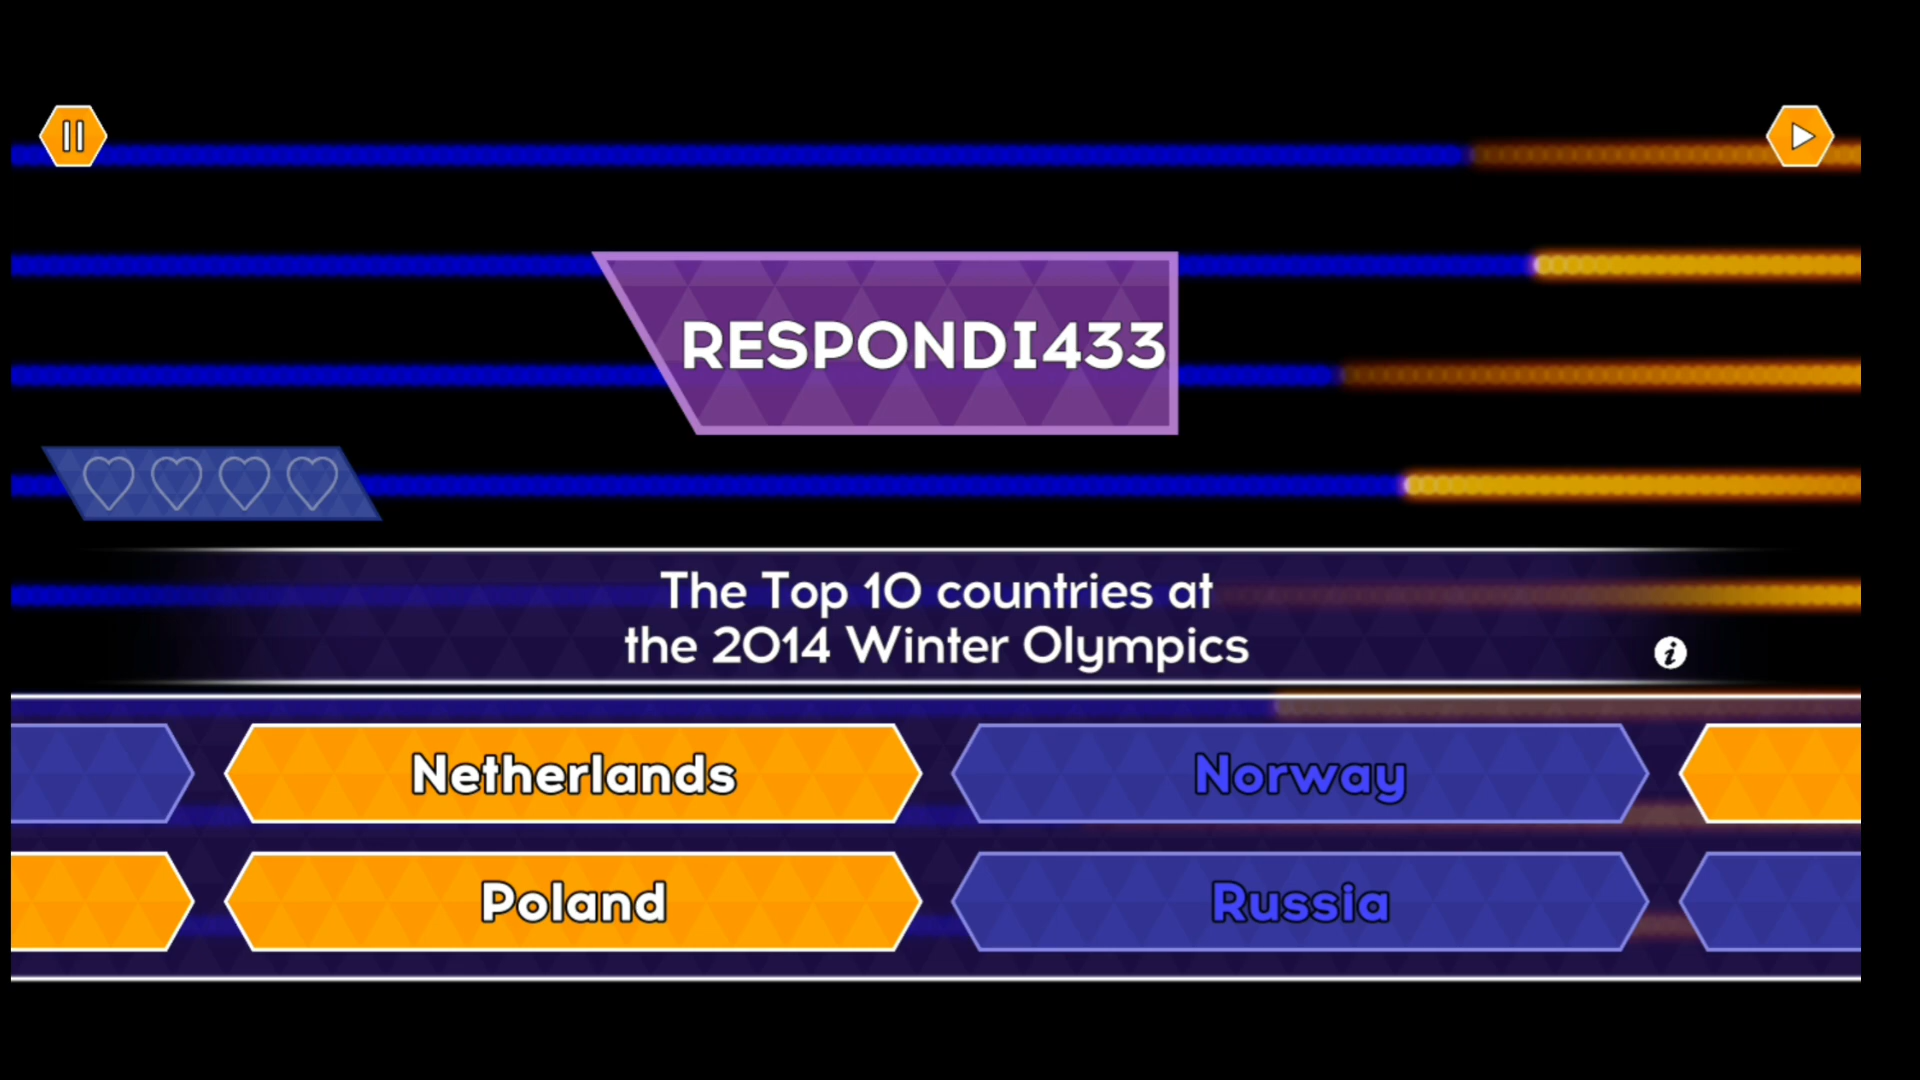 RESPONDI433
The Top 10 countries at
the 2014 Winter Olympics
i
Netherlands
Norway
Poland
Russia